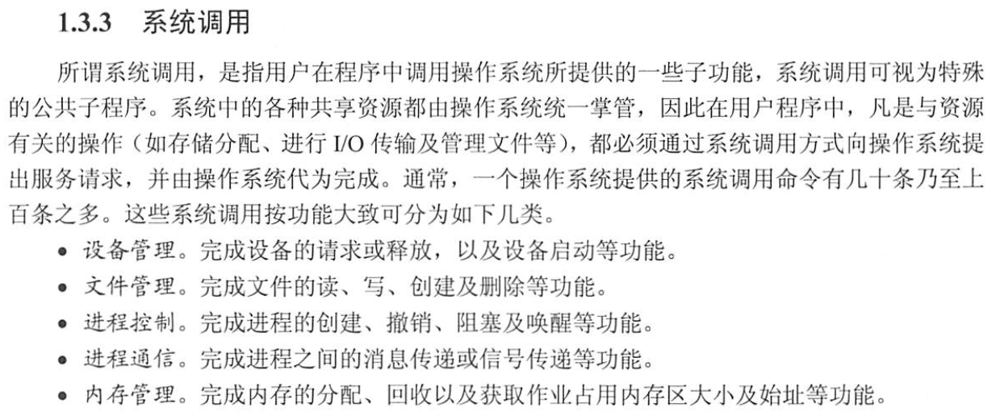 1.3.3 系统调用
所谓系统调用，是指用户在程序中调用操作系统所提供的一些子功能，系统调用可视为特殊
的公共子程序。系统中的各种共享资源都由操作系统统一掌管，因此在用户程序中，凡是与资源
有关的操作（如存储分配、进行 I/O 传输及管理文件等），都必须通过系统调用方式向操作系统提
出服务请求，并由操作系统代为完成。通常，一个操作系统提供的系统调用命令有几十条乃至上
百条之多。这些系统调用按功能大致可分为如下几类。
• 设备管理。完成设备的请求或释放，以及设备启动等功能。
• 文件管理。完成文件的读、写、创建及删除等功能。
• 进程控制。完成进程的创建、撤销、阻塞及唤醒等功能。
• 进程通信。完成进程之间的消息传递或信号传递等功能。
• 内存管理。完成内存的分配、回收以及获取作业占用内存区大小及始址等功能。